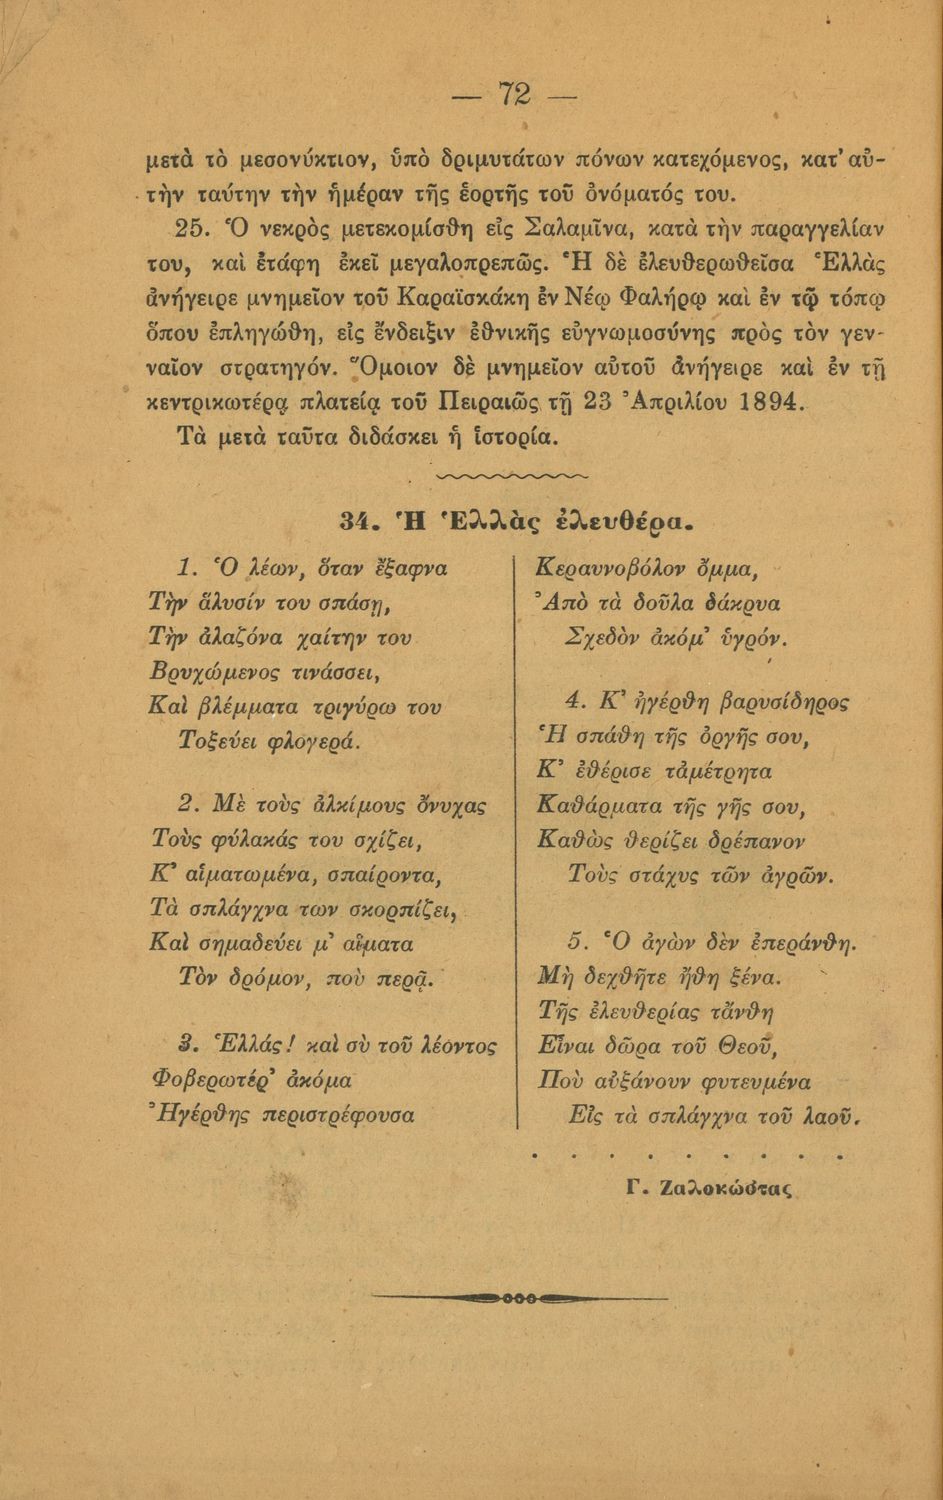 — 72 —
μετὰ τὸ μεσονύκτιον, ὑπὸ δριμυτάτων πόνων κατεχόμενος, κατ' αὐ-
τὴν ταύτην τὴν ἡμέραν τῆς ἑορτῆς τοῦ ὀνόματός του.
25. Ὁ νεκρὸς μετεκομίσθη εἰς Σαλαμῖνα, κατὰ τὴν παραγγελίαν
του, καὶ ἐτάφη ἐκεῖ μεγαλοπρεπῶς. Ἡ δὲ ἐλευθερωθεῖσα Ἑλλὰς
ἀνήγειρε μνημεῖον τοῦ Καραϊσκάκη ἐν Νέῳ Φαλήρῳ καὶ ἐν τῷ τόπῳ
ὅπου ἐπληγώθη, εἰς ἔνδειξιν ἐθνικῆς εὐγνωμοσύνης πρὸς τὸν γεν-
ναῖον στρατηγόν. Ὅμοιον δὲ μνημεῖον αὐτοῦ ἀνήγειρε καὶ ἐν τῇ
κεντρικωτέρᾳ πλατείᾳ τοῦ Πειραιῶς τῇ 23 Ἀπριλίου 1894.
Τὰ μετὰ ταῦτα διδάσκει ἡ ἱστορία.
34. Ἡ Ἑλλὰς ἐλευθέρα.
1. Ὁ λέων, ὅταν ἔξαφνα
Τὴν ἅλυσίν του σπάσῃ,
Τὴν ἀλαζόνα χαίτην του
Βρυχώμενος τινάσσει,
Καὶ βλέμματα τριγύρω του
Τοξεύει φλογερά.
2. Μὲ τοὺς ἀλκίμους ὄνυχας
Τοὺς φύλακάς του σχίζει,
Κ' αἱματωμένα, σπαίροντα,
Τὰ σπλάγχνα των σκορπίζει,
Καὶ σημαδεύει μ' αἵματα
Τὸν δρόμον, ποὺ περᾷ.
3. Ἑλλάς! καὶ σὺ τοῦ λέοντος
Φοβερωτέρ' ἀκόμα
Ἠγέρθης περιστρέφουσα
Κεραυνοβόλον ὄμμα,
Ἀπὸ τὰ δοῦλα δάκρυα
Σχεδὸν ἀκόμ' ὑγρόν.
4. Κ' ἠγέρθη βαρυσίδηρος
Ἡ σπάθη τῆς ὀργῆς σου,
Κ' ἐθέρισε τἀμέτρητα
Καθάρματα τῆς γῆς σου,
Καθὼς θερίζει δρέπανον
Τοὺς στάχυς τῶν ἀγρῶν.
5. Ὁ ἀγὼν δὲν ἐπεράνθη.
Μὴ δεχθῆτε ἤθη ξένα.
Τῆς ἐλευθερίας τἄνθη
Εἶναι δῶρα τοῦ Θεοῦ,
Ποὺ αὐξάνουν φυτευμένα
Εἰς τὰ σπλάγχνα τοῦ λαοῦ.
. . . . . . . . .
Γ. Ζαλοκώστας